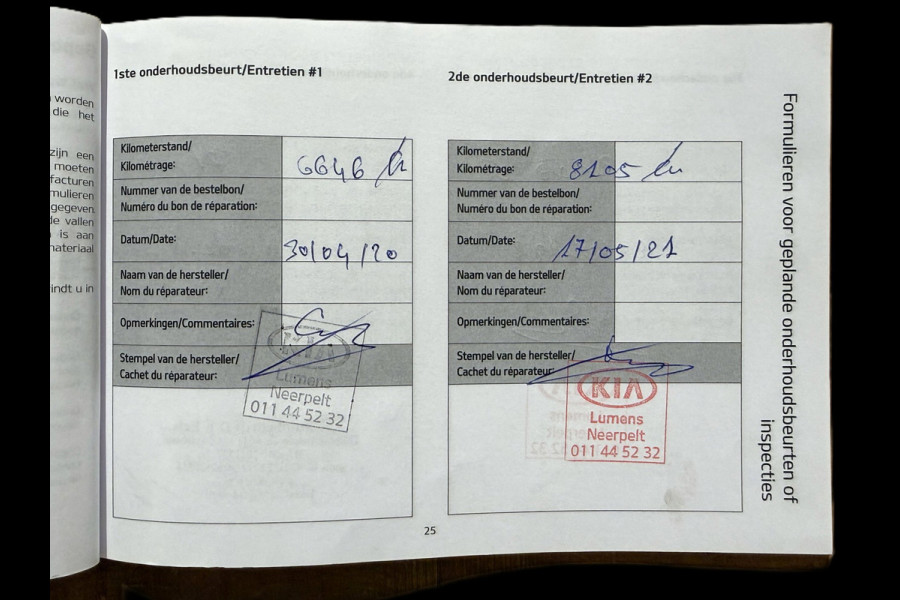 worden
die het
zijn een
moeten
facturen
mulieren
gegeven
de vallen
is aan
materiaal
indt u in
1ste onderhoudsbeurt/Entretien #1
Kilometerstand/
Kilométrage: 6646 km
Nummer van de bestelbon/
Numéro du bon de réparation:
Datum/Date: 30/04/20
Naam van de hersteller/
Nom du réparateur:
Opmerkingen/Commentaires:
Stempel van de hersteller/
Cachet du réparateur:
KIA
Lumens
Neerpelt
011 44 52 32
2de onderhoudsbeurt/Entretien #2
Kilometerstand/
Kilométrage: 8105 km
Nummer van de bestelbon/
Numéro du bon de réparation:
Datum/Date: 17/05/21
Naam van de hersteller/
Nom du réparateur:
Opmerkingen/Commentaires:
Stempel van de hersteller/
Cachet du réparateur:
KIA
Lumens
Neerpelt
011 44 52 32
Formulieren voor geplande onderhoudsbeurten of
inspecties
25